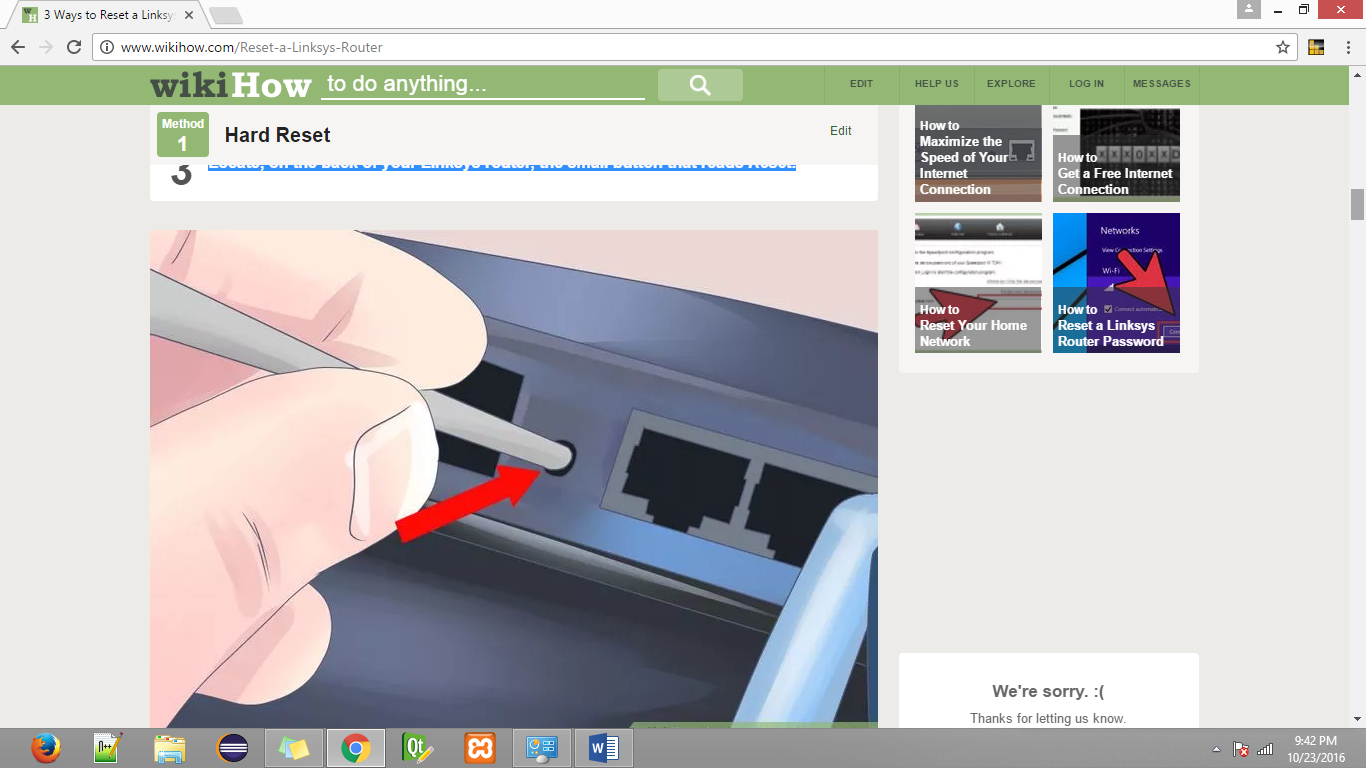 3 Ways to Reset a Linksys
www.wikihow.com/Reset-a-Linksys-Router
wikiHow to do anything...
EDIT
HELP US
EXPLORE
LOG IN
MESSAGES
Method
1
Hard Reset
Edit
3 Locate, on the back of your Linksys router, the small button that reads Reset.
How to
Maximize the
Speed of Your
Internet
Connection
How to
Get a Free Internet
Connection
How to
Reset Your Home
Network
Networks
View Connection Settings
Wi-Fi
Connect automatically
How to
Reset a Linksys
Router Password
We're sorry. :(
Thanks for letting us know.
9:42 PM
10/23/2016